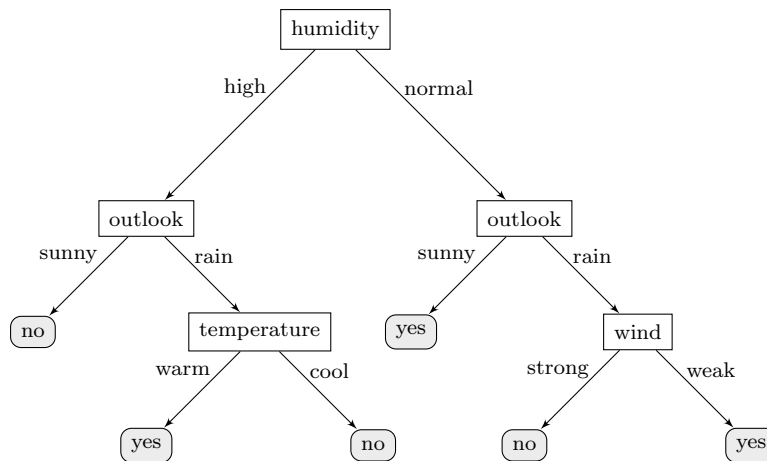 humidity
high
normal
outlook
outlook
sunny
rain
sunny
rain
no
temperature
yes
wind
warm
cool
strong
weak
yes
no
no
yes